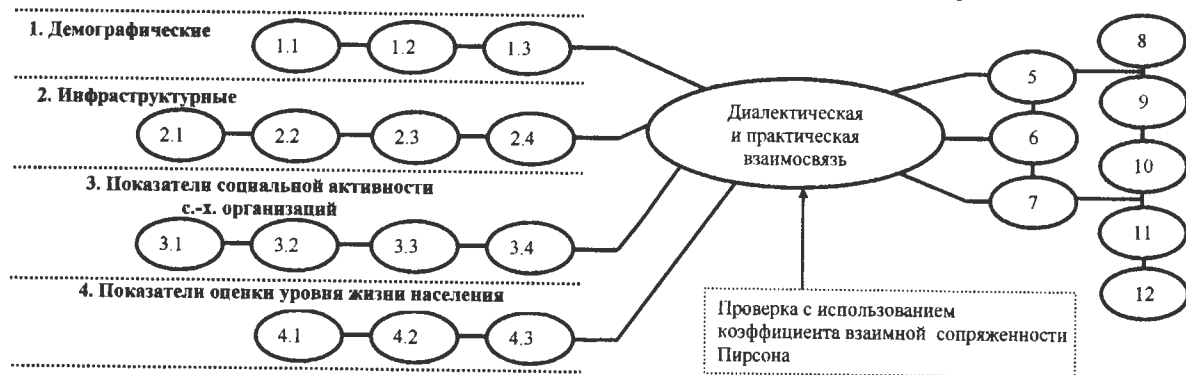 1. Демографические
1.1 1.2 1.3
2. Инфраструктурные
2.1 2.2 2.3 2.4
3. Показатели социальной активности
с.-х. организаций
3.1 3.2 3.3 3.4
4. Показатели оценки уровня жизни населения
4.1 4.2 4.3
Диалектическая
и практическая
взаимосвязь
Проверка с использованием
коэффициента взаимной сопряженности
Пирсона
5
6
7
8
9
10
11
12